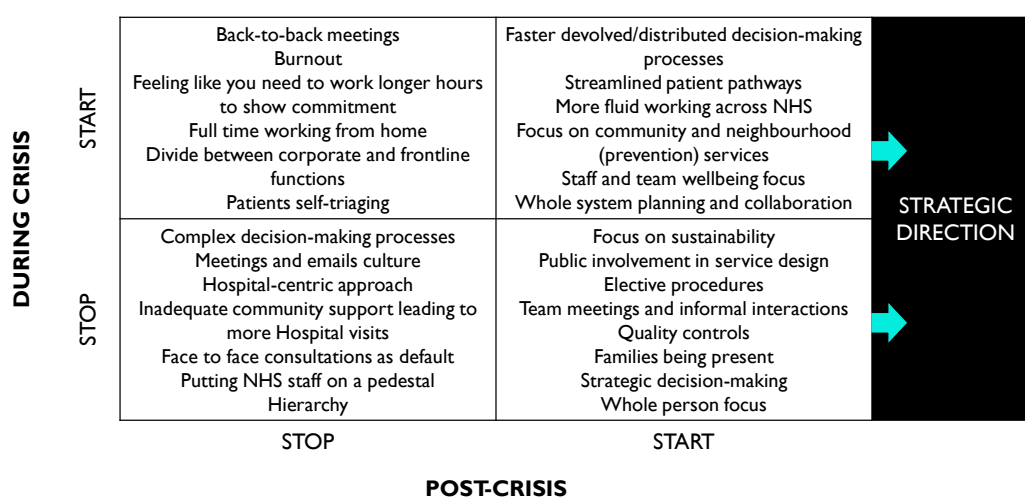 DURING CRISIS
START
Back-to-back meetings
Burnout
Feeling like you need to work longer hours
to show commitment
Full time working from home
Divide between corporate and frontline
functions
Patients self-triaging
Faster devolved/distributed decision-making
processes
Streamlined patient pathways
More fluid working across NHS
Focus on community and neighbourhood
(prevention) services
Staff and team wellbeing focus
Whole system planning and collaboration
STOP
Complex decision-making processes
Meetings and emails culture
Hospital-centric approach
Inadequate community support leading to
more Hospital visits
Face to face consultations as default
Putting NHS staff on a pedestal
Hierarchy
Focus on sustainability
Public involvement in service design
Elective procedures
Team meetings and informal interactions
Quality controls
Families being present
Strategic decision-making
Whole person focus
STRATEGIC
DIRECTION
STOP
START
POST-CRISIS